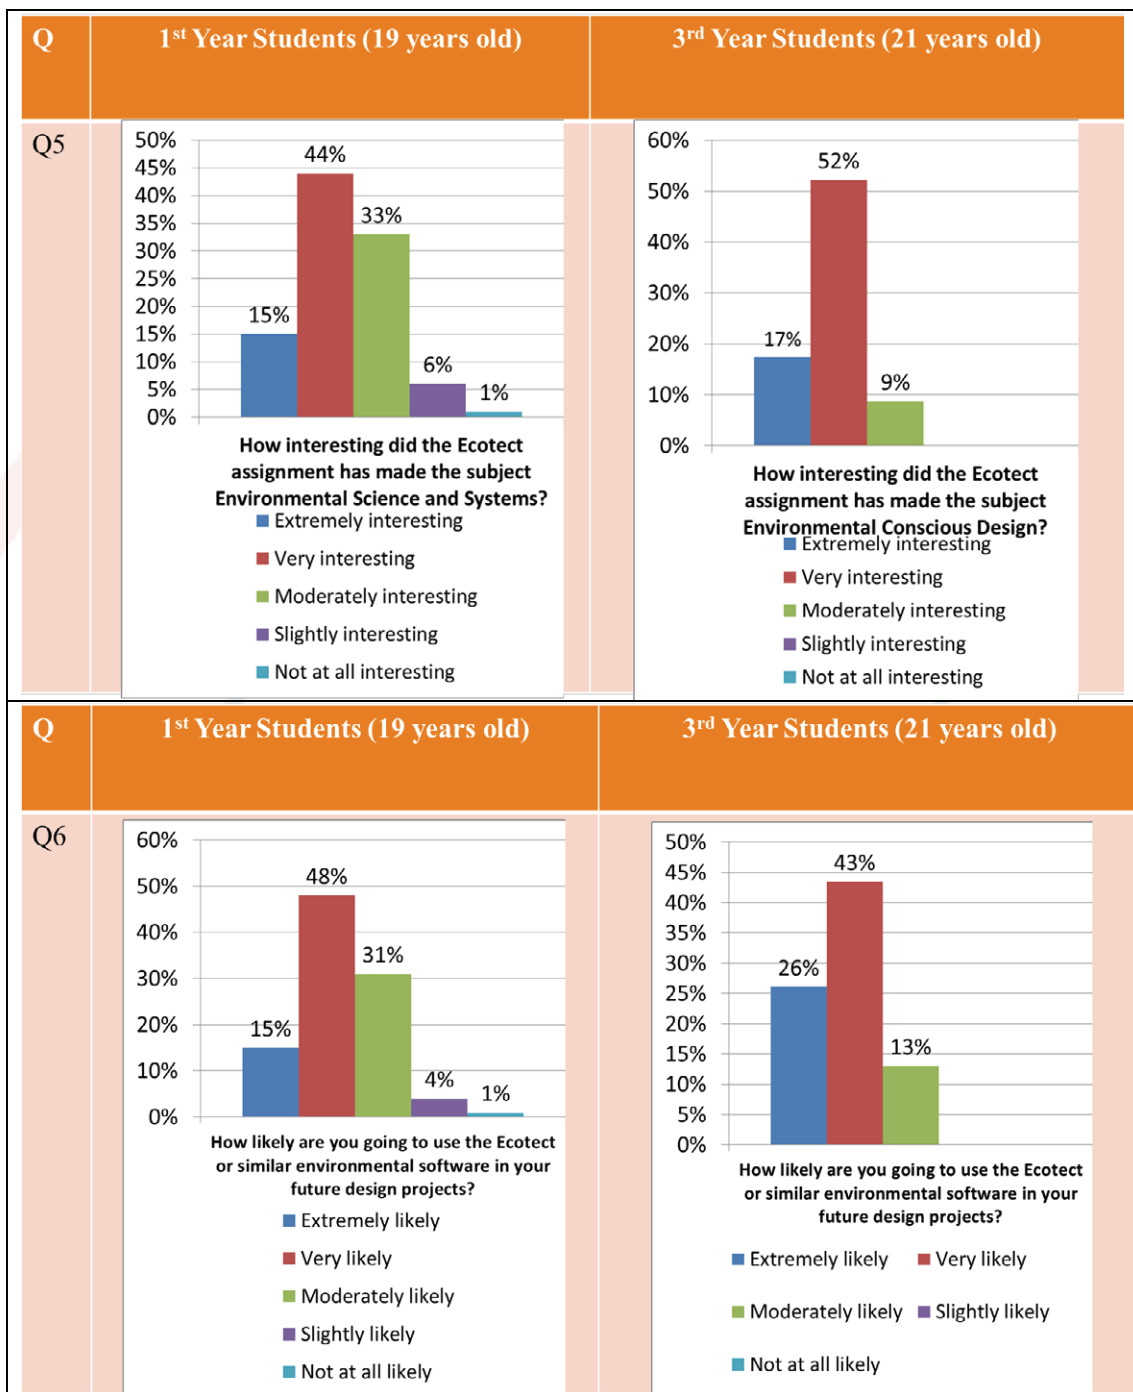 Q
1st Year Students (19 years old)
3rd Year Students (21 years old)
Q5
50%
45%
40%
35%
30%
25%
20%
15%
10%
5%
0%
15%
44%
33%
6%
1%
How interesting did the Ecotect
assignment has made the subject
Environmental Science and Systems?
Extremely interesting
Very interesting
Moderately interesting
Slightly interesting
Not at all interesting
60%
50%
40%
30%
20%
10%
0%
17%
52%
9%
How interesting did the Ecotect
assignment has made the subject
Environmental Conscious Design?
Extremely interesting
Very interesting
Moderately interesting
Slightly interesting
Not at all interesting
Q
1st Year Students (19 years old)
3rd Year Students (21 years old)
Q6
60%
50%
40%
30%
20%
10%
0%
15%
48%
31%
4%
1%
How likely are you going to use the Ecotect
or similar environmental software in your
future design projects?
Extremely likely
Very likely
Moderately likely
Slightly likely
Not at all likely
50%
45%
40%
35%
30%
25%
20%
15%
10%
5%
0%
26%
43%
13%
How likely are you going to use the Ecotect
or similar environmental software in your
future design projects?
Extremely likely Very likely
Moderately likely Slightly likely
Not at all likely